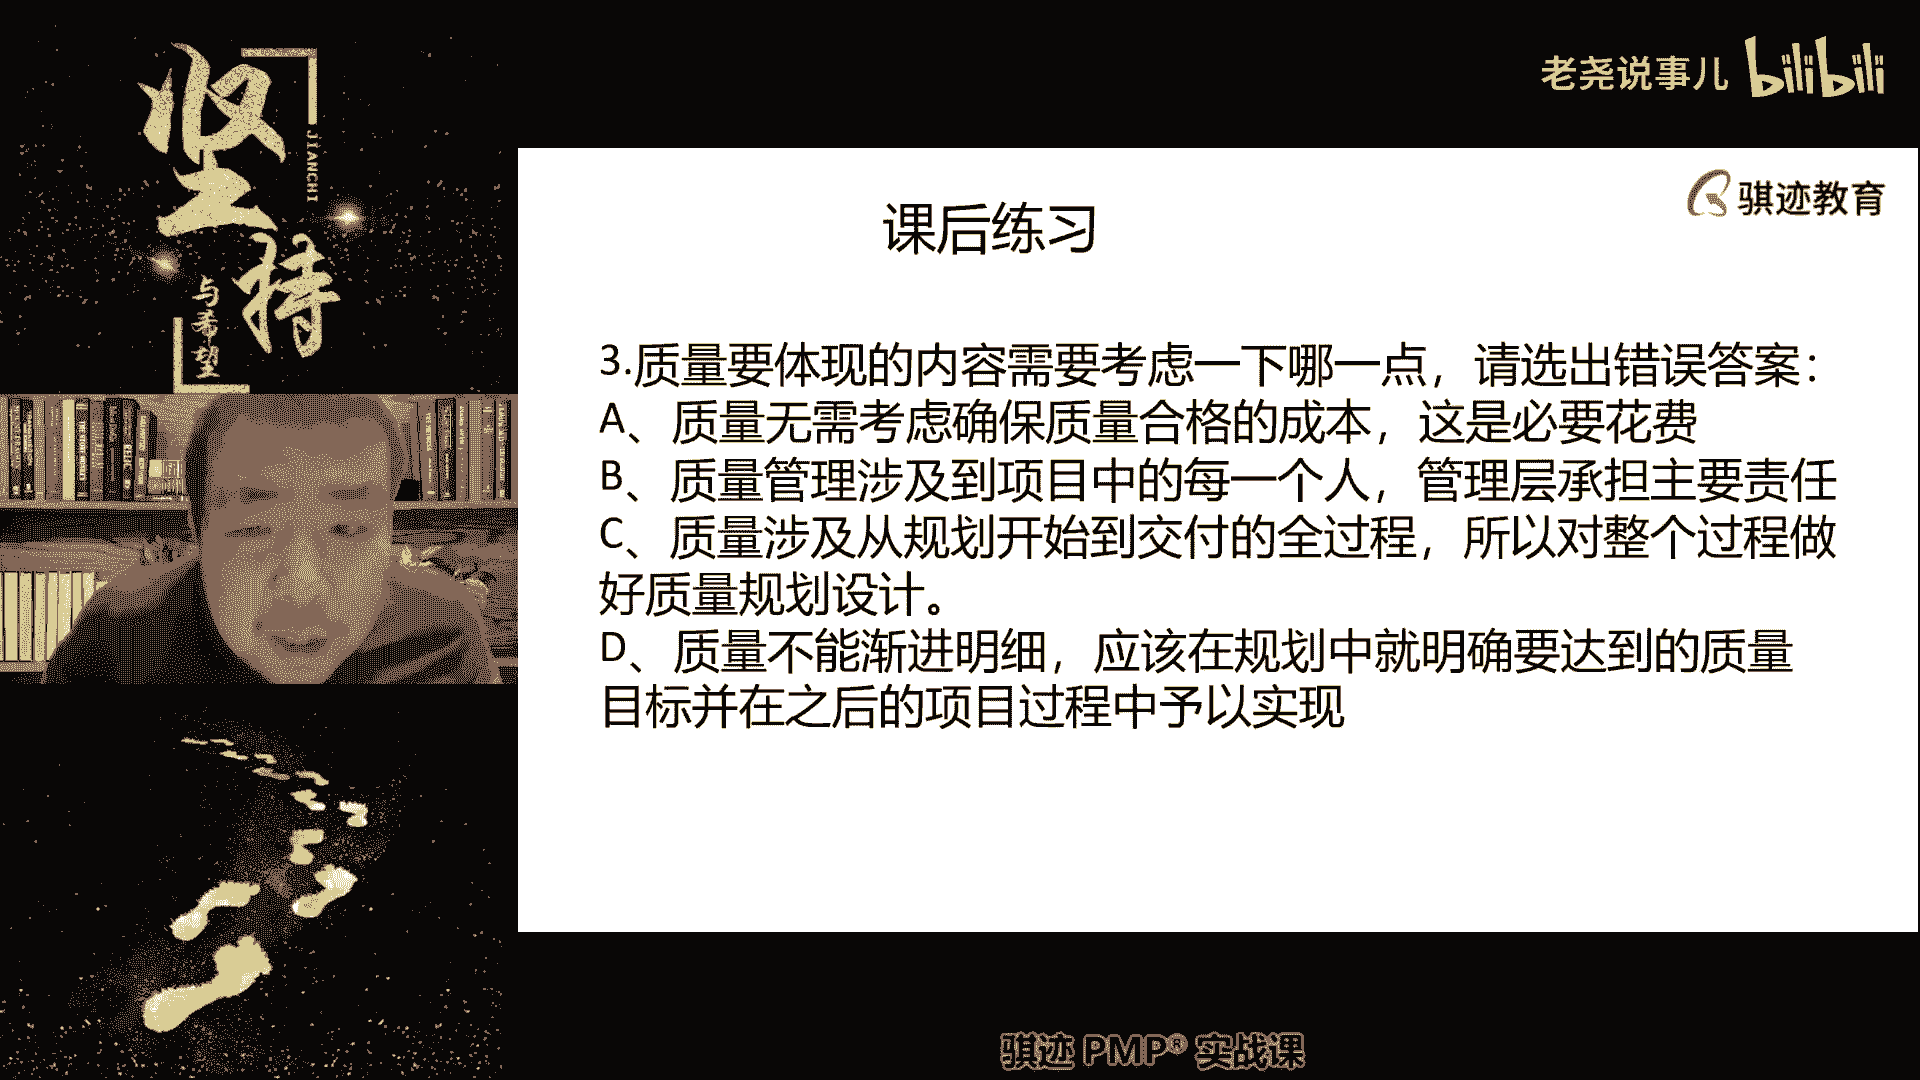 坚持
JIANCHI
与希望
老尧说事儿 bilibili
骐迹教育
课后练习
3.质量要体现的内容需要考虑一下哪一点，请选出错误答案：
A、质量无需考虑确保质量合格的成本，这是必要花费
B、质量管理涉及到项目中的每一个人，管理层承担主要责任
C、质量涉及从规划开始到交付的全过程，所以对整个过程做
好质量规划设计。
D、质量不能渐进明细，应该在规划中就明确要达到的质量
目标并在之后的项目过程中予以实现
骐迹 PMP® 实战课